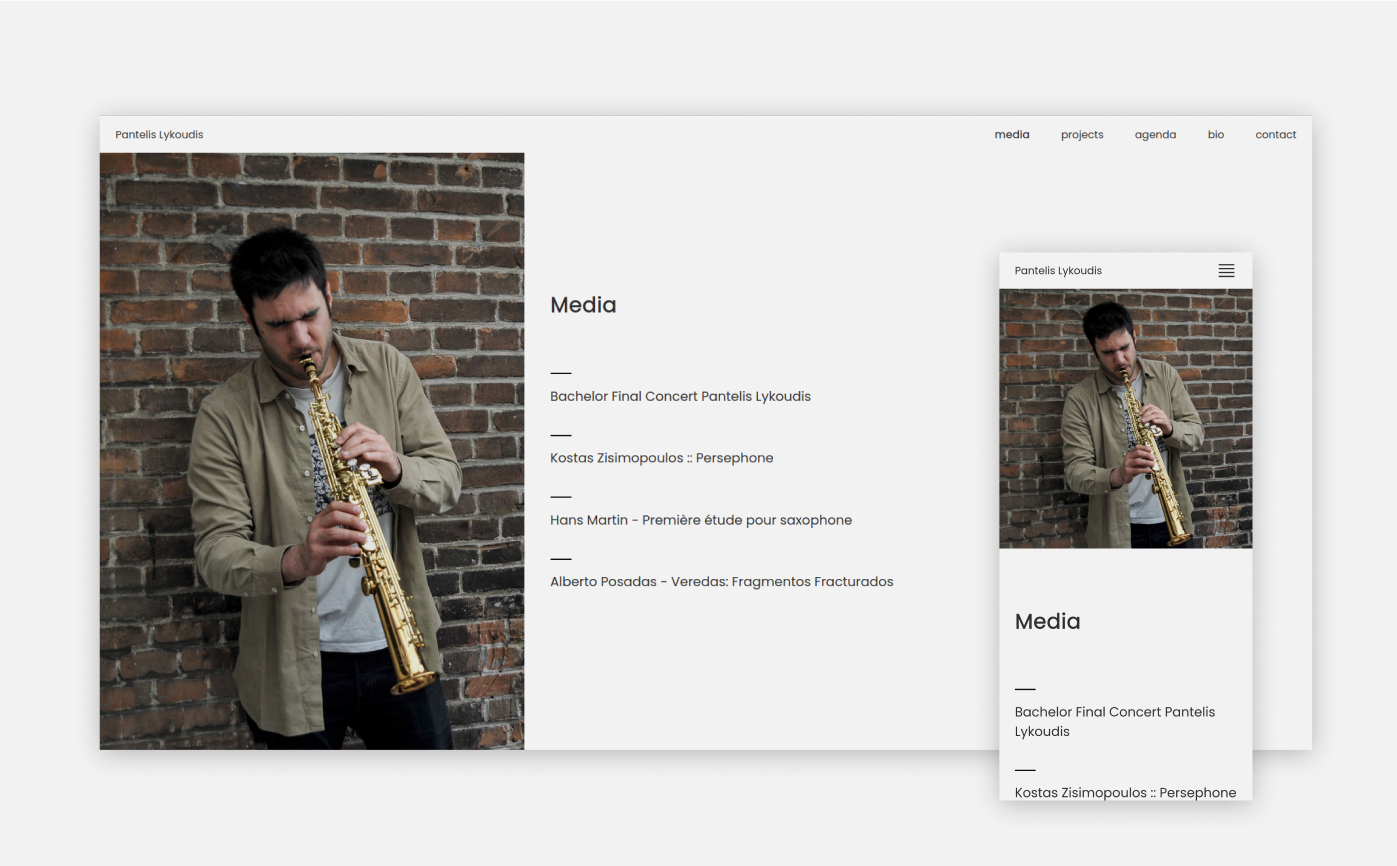 Pantelis Lykoudis
media projects agenda bio contact
Media
Bachelor Final Concert Pantelis Lykoudis
Kostas Zisimopoulos :: Persephone
Hans Martin - Première étude pour saxophone
Alberto Posadas - Veredas: Fragmentos Fracturados
Pantelis Lykoudis
Media
Bachelor Final Concert Pantelis
Lykoudis
Kostas Zisimopoulos :: Persephone